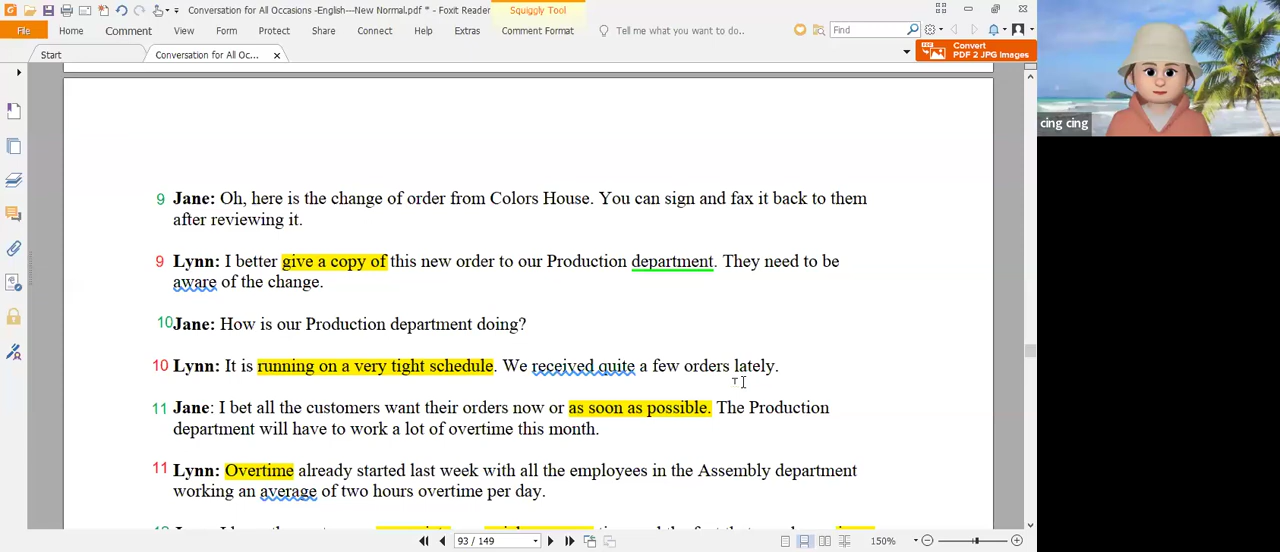 Conversation for All Occasions -English---New Normal.pdf * - Foxit Reader
Squiggly Tool
File Home Comment View Form Protect Share Connect Help Extras Comment Format Tell me what you want to do.. Find
Start Conversation for All Oc...
Convert
PDF 2 JPG Images
cing cing
9 Jane: Oh, here is the change of order from Colors House. You can sign and fax it back to them
after reviewing it.
9 Lynn: I better give a copy of this new order to our Production department. They need to be
aware of the change.
10 Jane: How is our Production department doing?
10 Lynn: It is running on a very tight schedule. We received quite a few orders lately.
11 Jane: I bet all the customers want their orders now or as soon as possible. The Production
department will have to work a lot of overtime this month.
11 Lynn: Overtime already started last week with all the employees in the Assembly department
working an average of two hours overtime per day.
93 / 149
150%